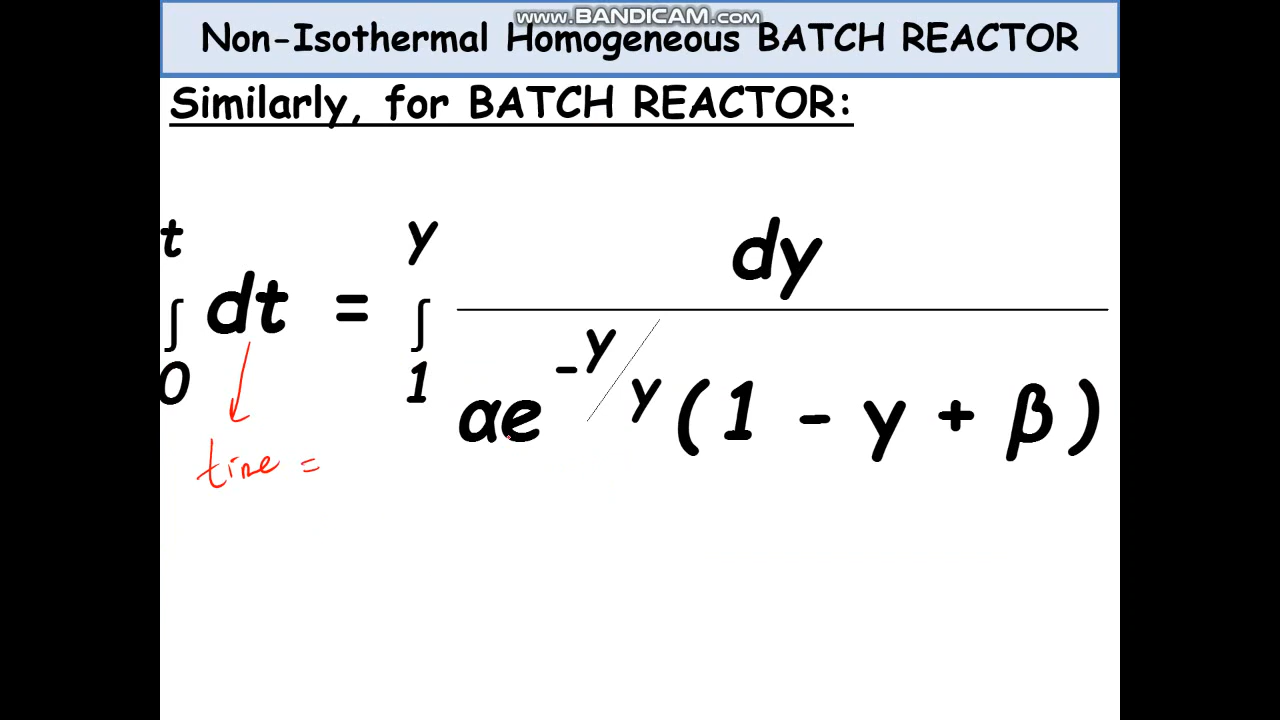 www.BANDICAM.com
Non-Isothermal Homogeneous BATCH REACTOR
Similarly, for BATCH REACTOR:
t y dy
∫ dt = ∫ ――――――――――
0 1 αe^(-y/y) (1 - y + β)
time =